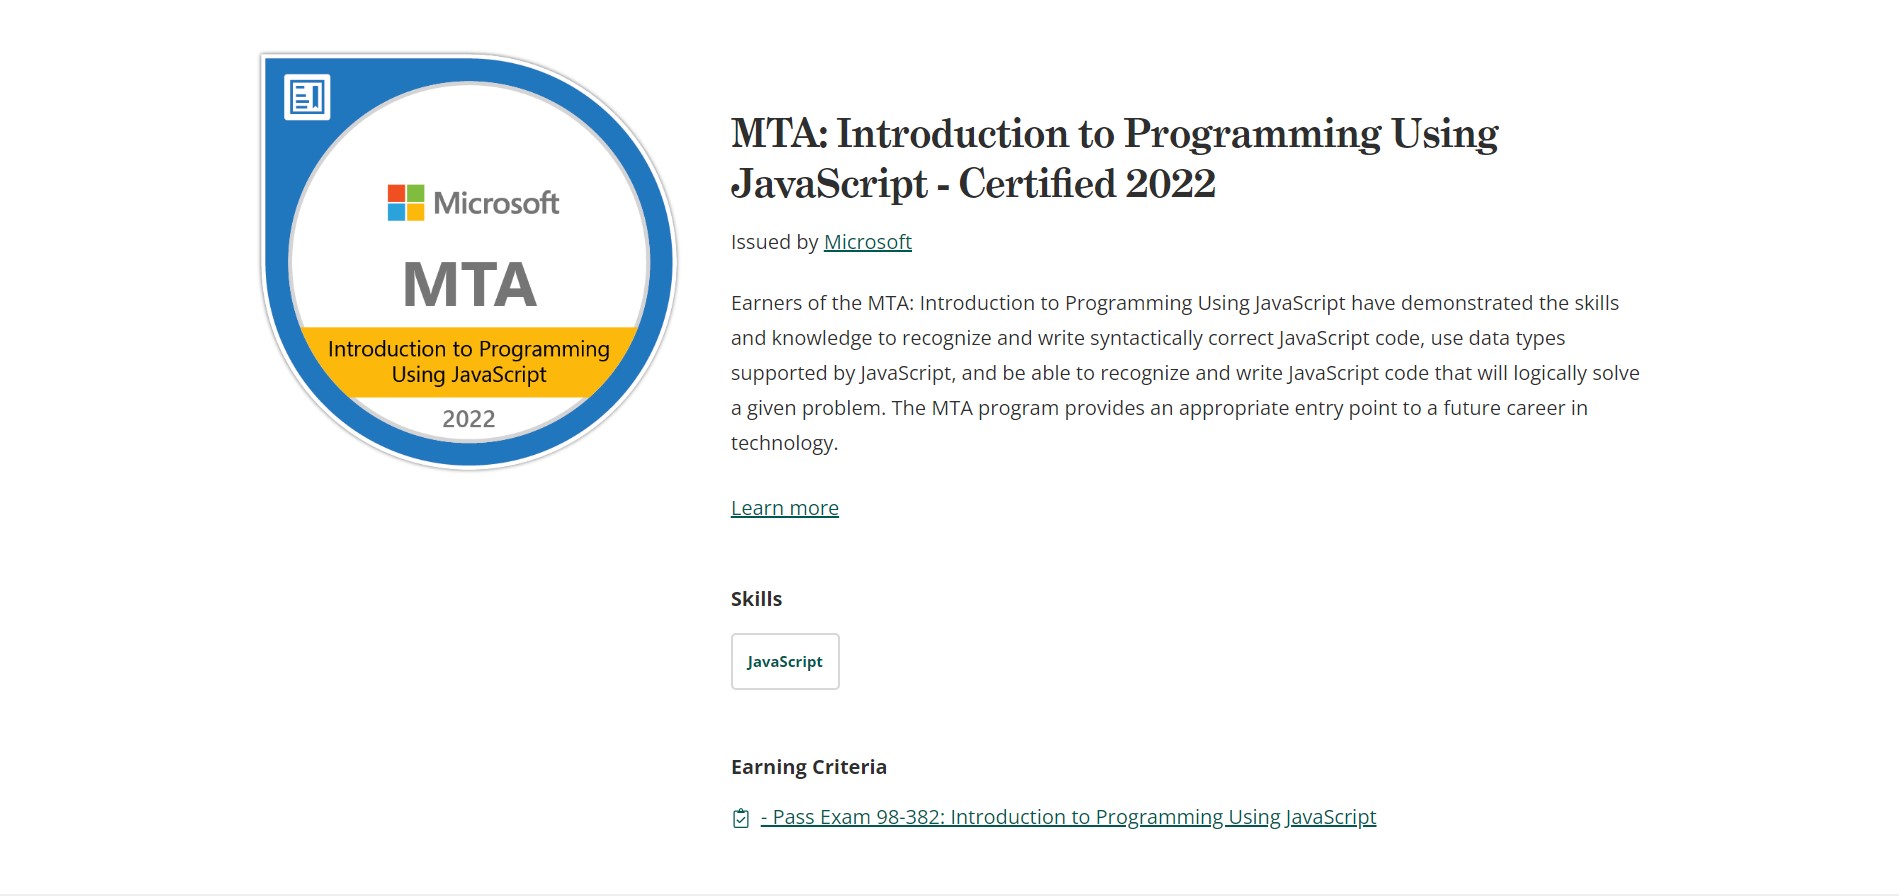 Microsoft
MTA
Introduction to Programming
Using JavaScript
2022
MTA: Introduction to Programming Using
JavaScript - Certified 2022
Issued by Microsoft
Earners of the MTA: Introduction to Programming Using JavaScript have demonstrated the skills
and knowledge to recognize and write syntactically correct JavaScript code, use data types
supported by JavaScript, and be able to recognize and write JavaScript code that will logically solve
a given problem. The MTA program provides an appropriate entry point to a future career in
technology.
Learn more
Skills
JavaScript
Earning Criteria
- Pass Exam 98-382: Introduction to Programming Using JavaScript